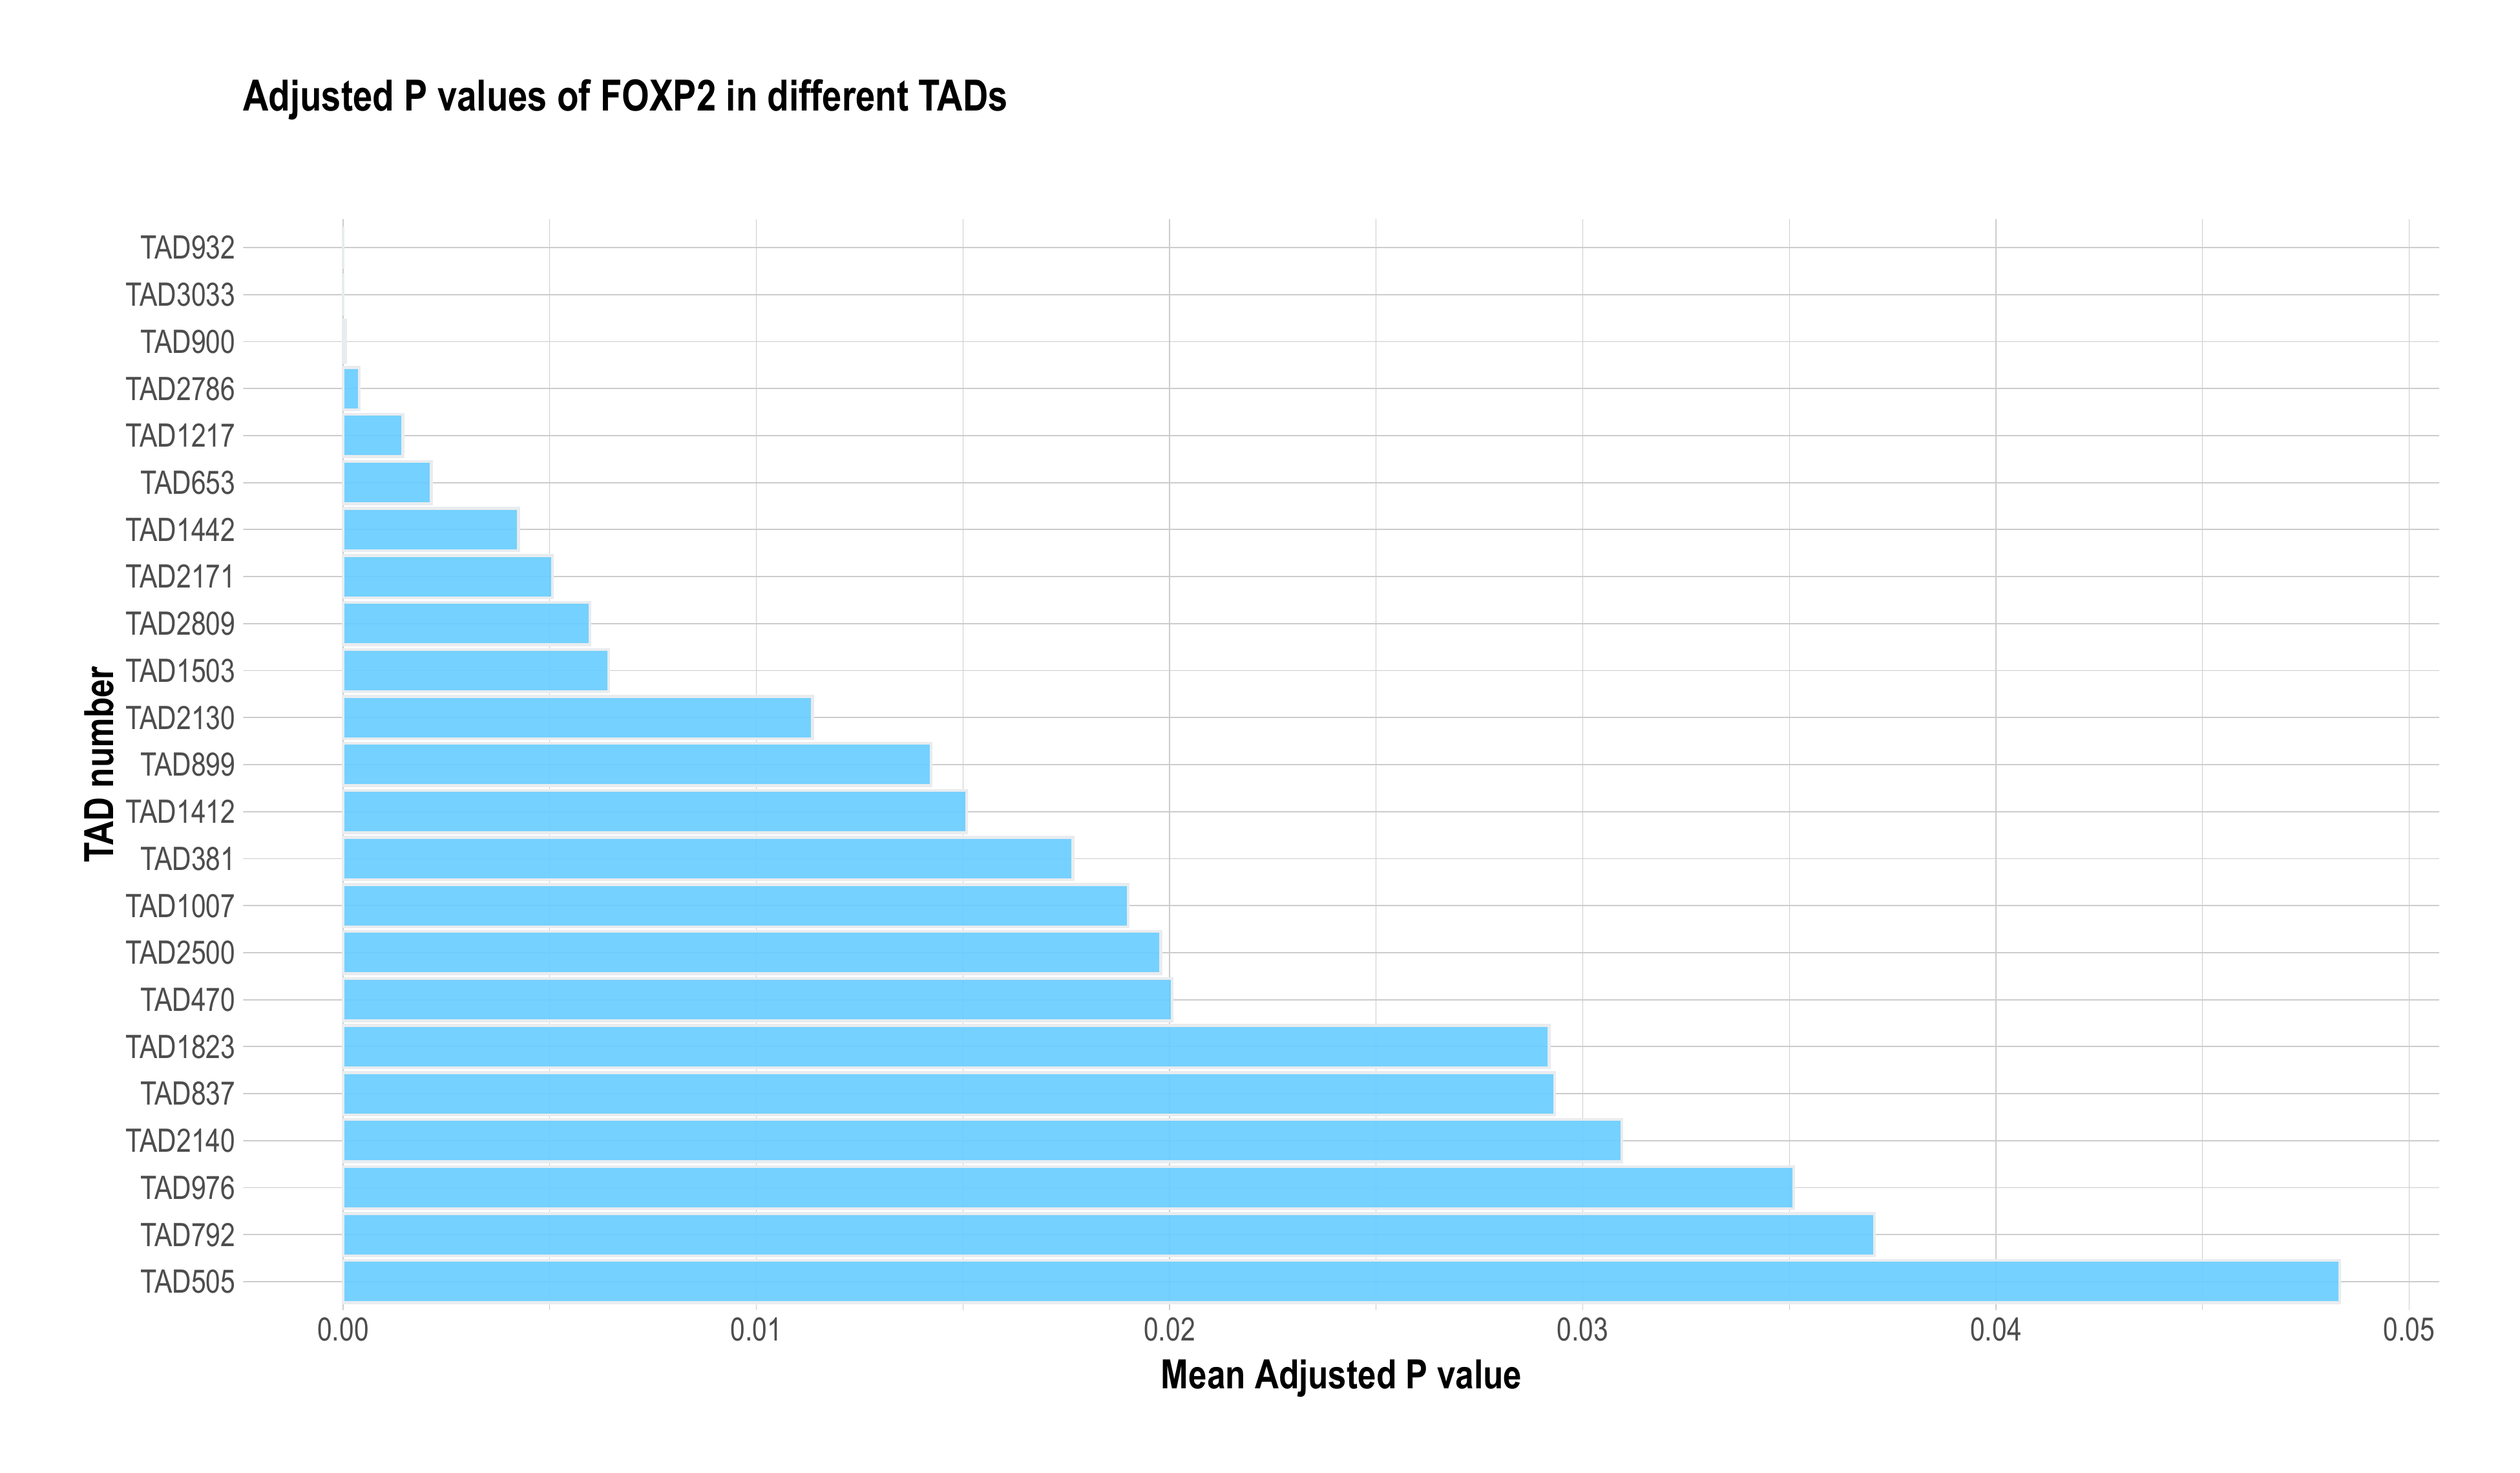 Adjusted P values of FOXP2 in different TADs
TAD number
TAD932
TAD3033
TAD900
TAD2786
TAD1217
TAD653
TAD1442
TAD2171
TAD2809
TAD1503
TAD2130
TAD899
TAD1412
TAD381
TAD1007
TAD2500
TAD470
TAD1823
TAD837
TAD2140
TAD976
TAD792
TAD505
0.00 0.01 0.02 0.03 0.04 0.05
Mean Adjusted P value